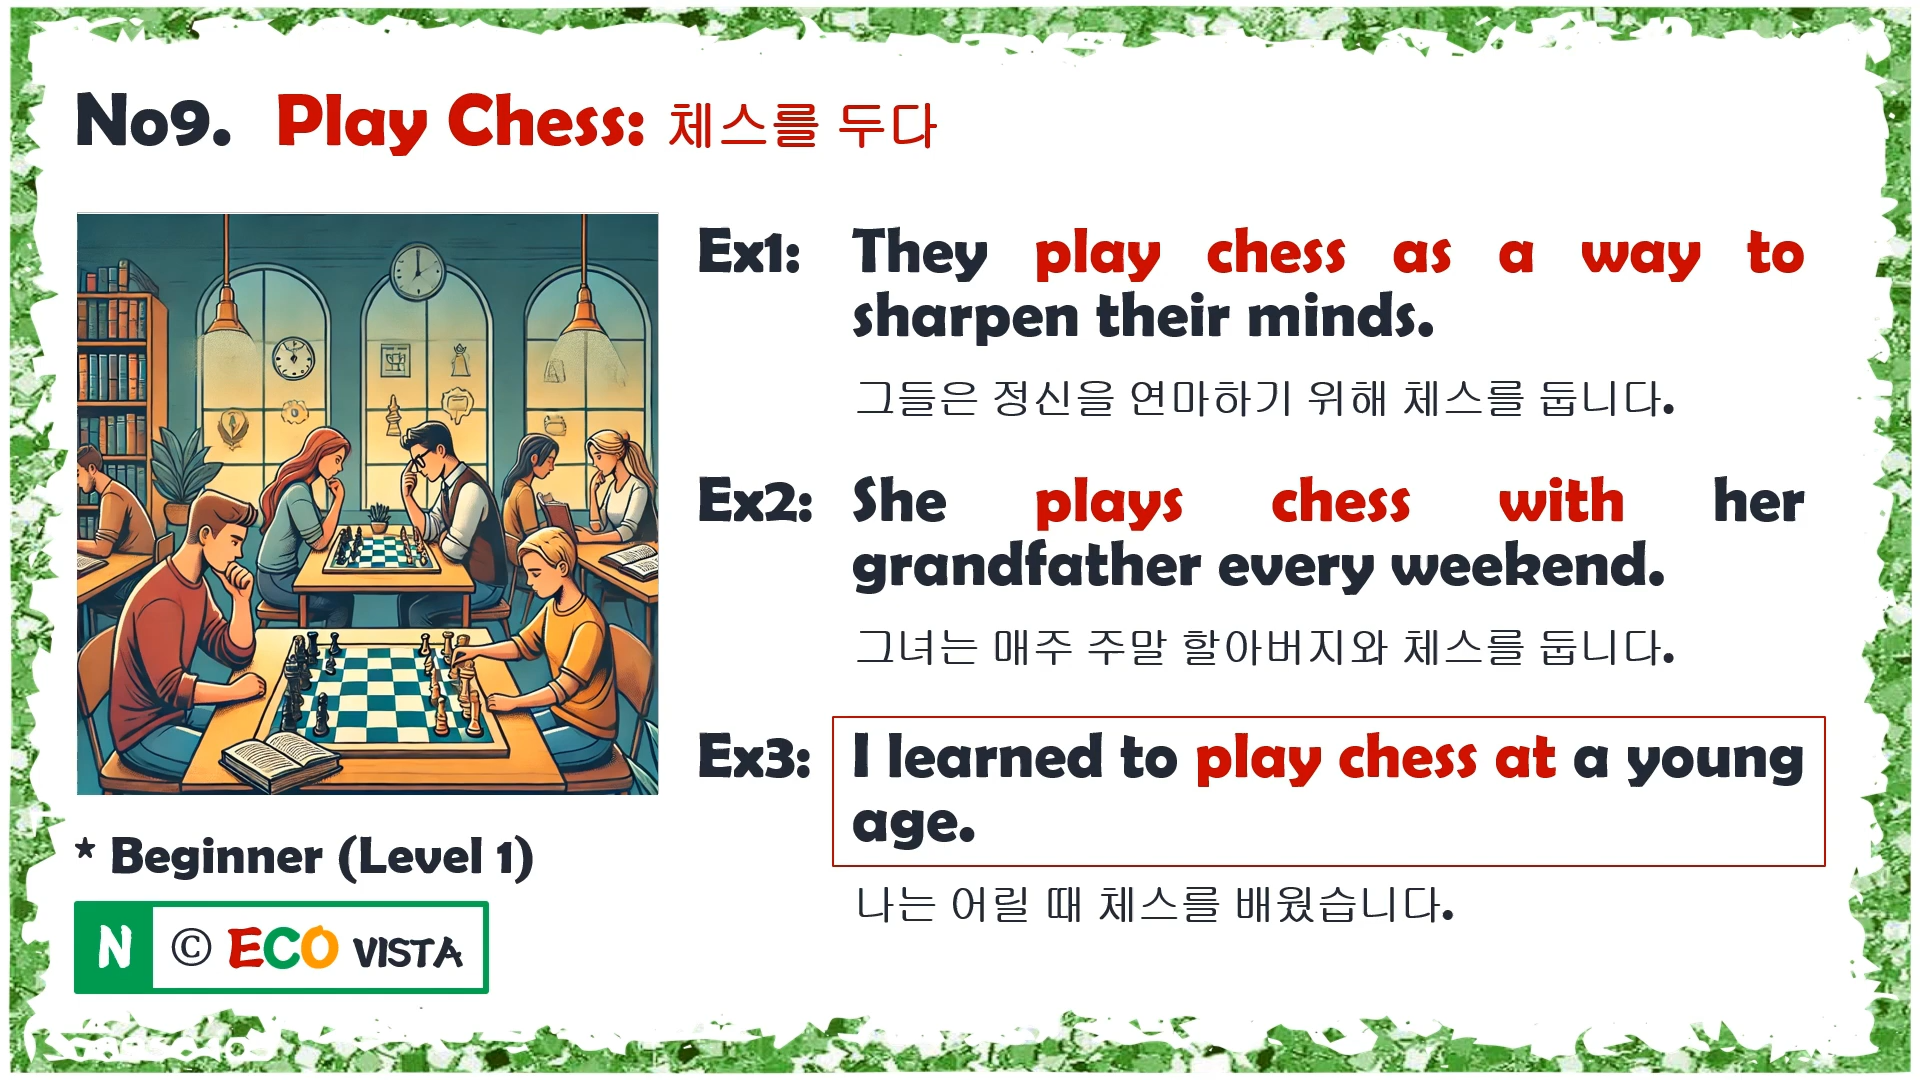 No9. Play Chess: 체스를 두다
Ex1: They play chess as a way to
sharpen their minds.
그들은 정신을 연마하기 위해 체스를 둡니다.
Ex2: She plays chess with her
grandfather every weekend.
그녀는 매주 주말 할아버지와 체스를 둡니다.
Ex3: I learned to play chess at a young
age.
나는 어릴 때 체스를 배웠습니다.
* Beginner (Level 1)
N © ECO VISTA